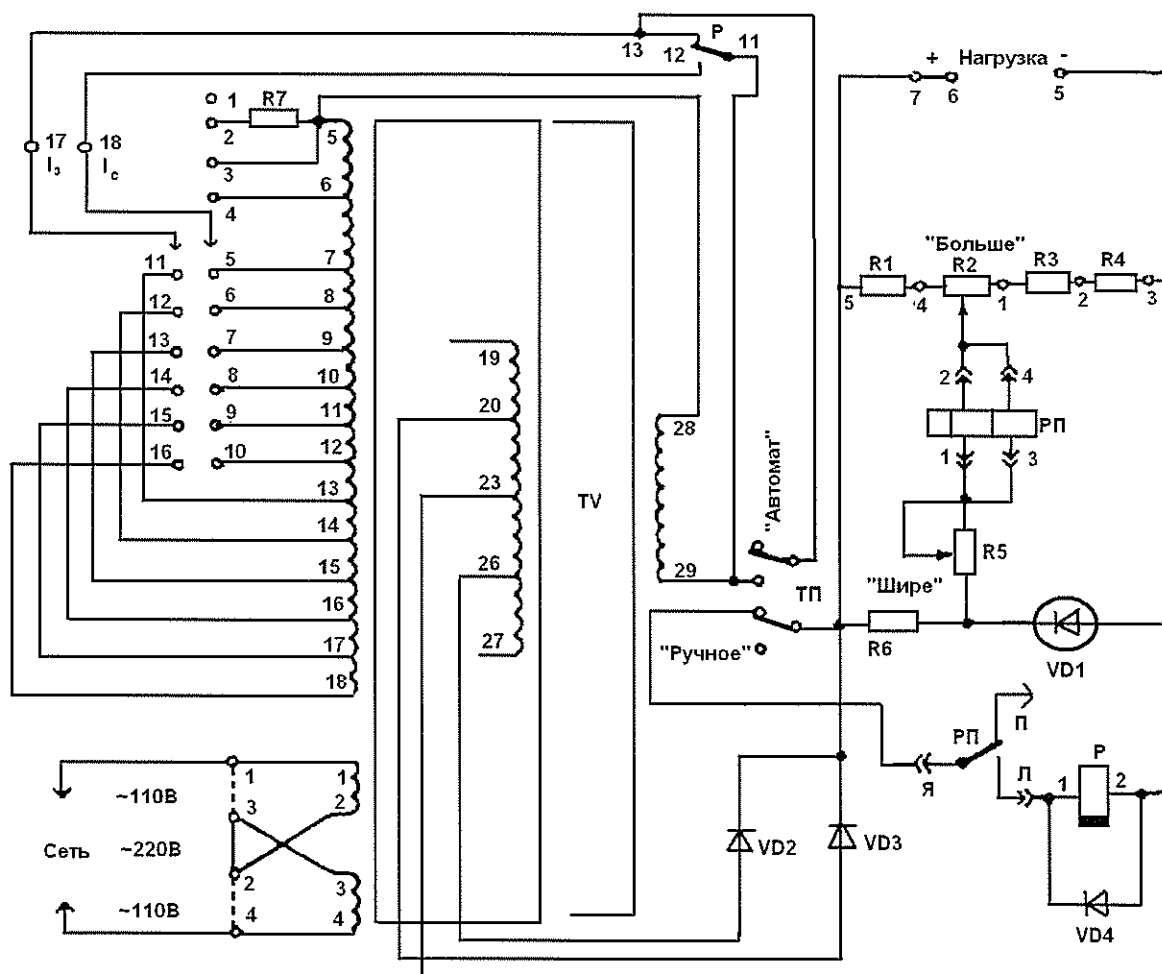 13 12 Р 11
+ Нагрузка -
7 6 5
1
R7
2 5
17 18
Iз Iс
3
6
4
"Больше"
11 5 7
R1 R2 R3 R4
5 4 1 2 3
12 6 8
13 7 9
19
14 8 10
2 4
15 9 11
20 28
РП
16 10 12
1 3
13
23
TV
"Автомат"
14
R5
15
26 29
ТП
"Шире"
16
17
27
"Ручное"
R6
VD1
18
П
РП
1 1
~110В
2
Я
Л 1 Р 2
3
Сеть ~220В
VD2 VD3
2 3
~110В
4 4
VD4